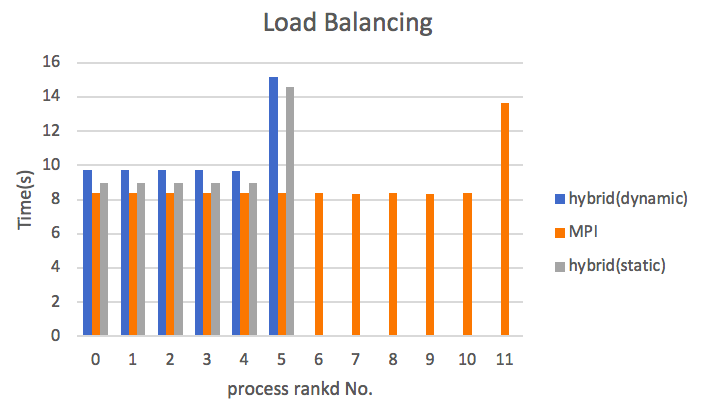 Load Balancing
16
14
12
10
8
6
4
2
0
Time(s)
0 1 2 3 4 5 6 7 8 9 10 11
process rankd No.
hybrid(dynamic)
MPI
hybrid(static)